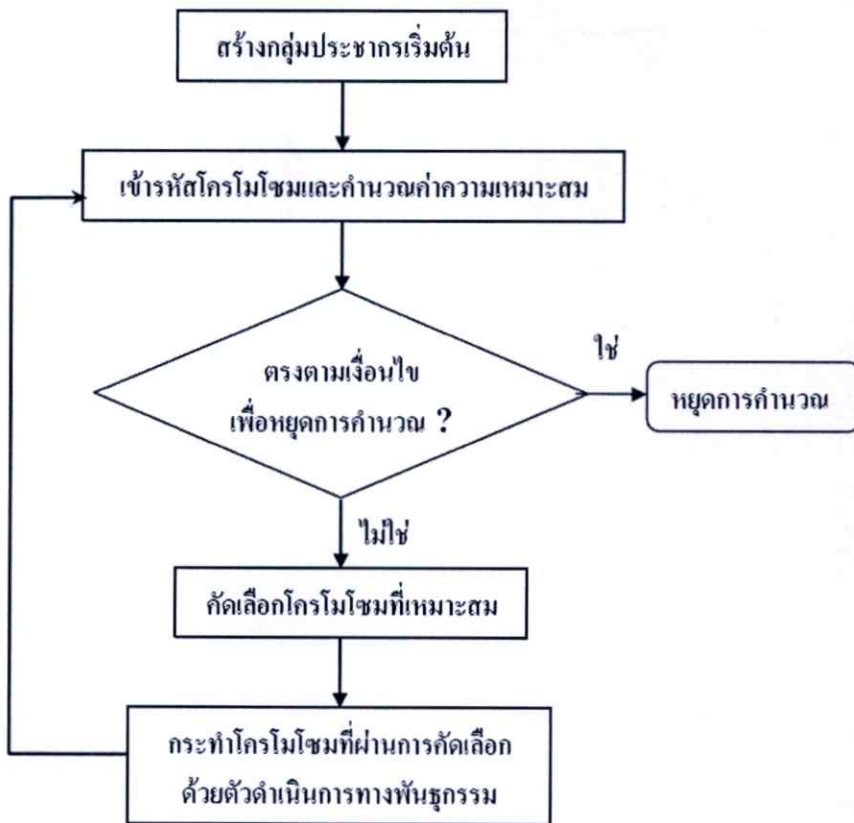 สร้างกลุ่มประชากรเริ่มต้น
เข้ารหัสโครโมโซมและคำนวณค่าความเหมาะสม
ตรงตามเงื่อนไข
เพื่อหยุดการคำนวณ ?
ใช่
หยุดการคำนวณ
ไม่ใช่
คัดเลือกโครโมโซมที่เหมาะสม
กระทำโครโมโซมที่ผ่านการคัดเลือก
ด้วยตัวดำเนินการทางพันธุกรรม